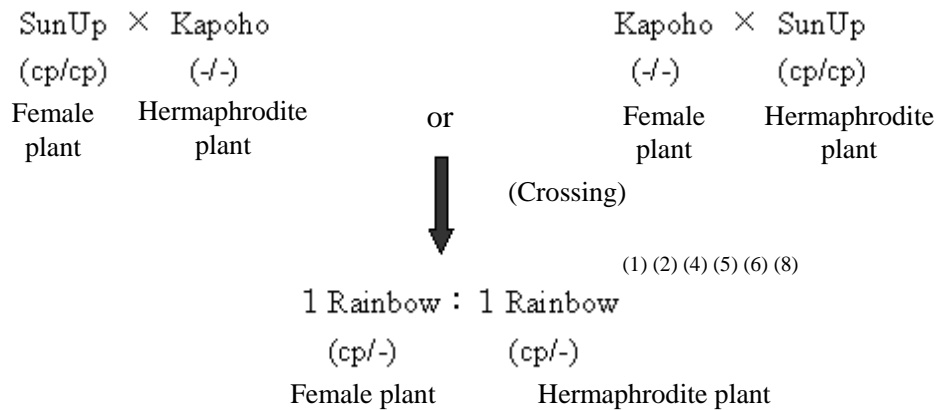 SunUp × Kapoho
(cp/cp) (-/-)
Female plant Hermaphrodite plant
or
Kapoho × SunUp
(-/-) (cp/cp)
Female plant Hermaphrodite plant
(Crossing)
(1) (2) (4) (5) (6) (8)
1 Rainbow : 1 Rainbow
(cp/-) (cp/-)
Female plant Hermaphrodite plant